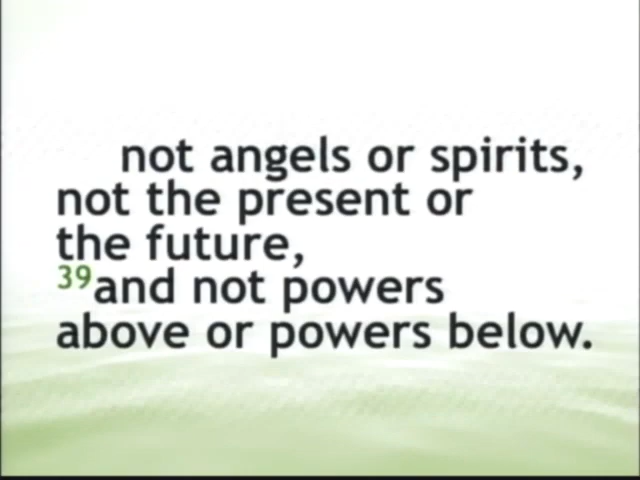 not angels or spirits,
not the present or
the future,
39and not powers
above or powers below.